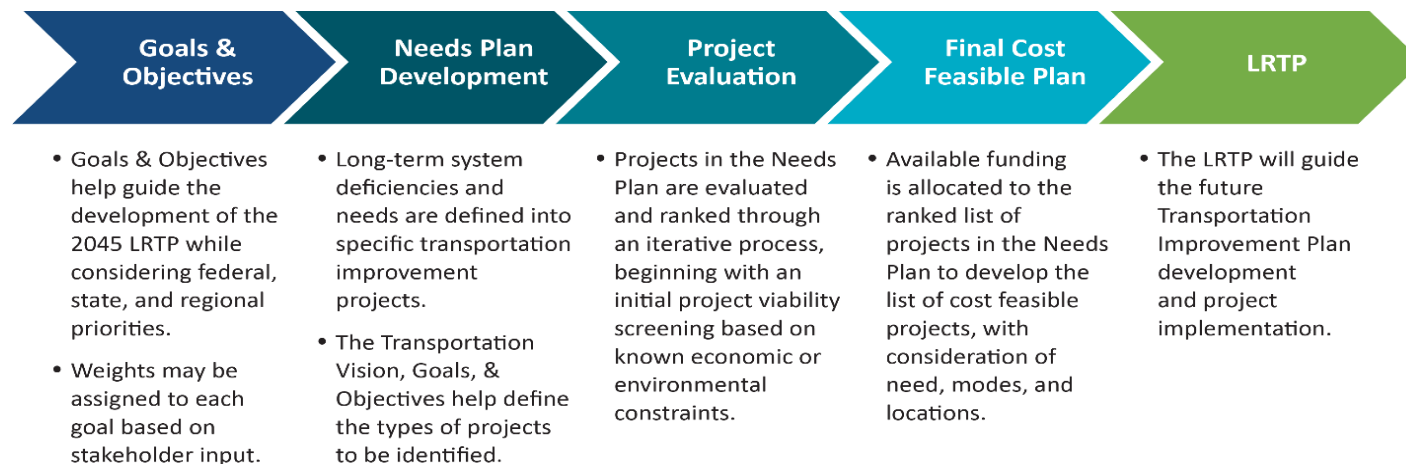 Goals &
Objectives
Needs Plan
Development
Project
Evaluation
Final Cost
Feasible Plan
LRTP
• Goals & Objectives
help guide the
development of the
2045 LRTP while
considering federal,
state, and regional
priorities.
• Weights may be
assigned to each
goal based on
stakeholder input.
• Long-term system
deficiencies and
needs are defined into
specific transportation
improvement
projects.
• The Transportation
Vision, Goals, &
Objectives help define
the types of projects
to be identified.
• Projects in the Needs
Plan are evaluated
and ranked through
an iterative process,
beginning with an
initial project viability
screening based on
known economic or
environmental
constraints.
• Available funding
is allocated to the
ranked list of
projects in the Needs
Plan to develop the
list of cost feasible
projects, with
consideration of
need, modes, and
locations.
• The LRTP will guide
the future
Transportation
Improvement Plan
development
and project
implementation.